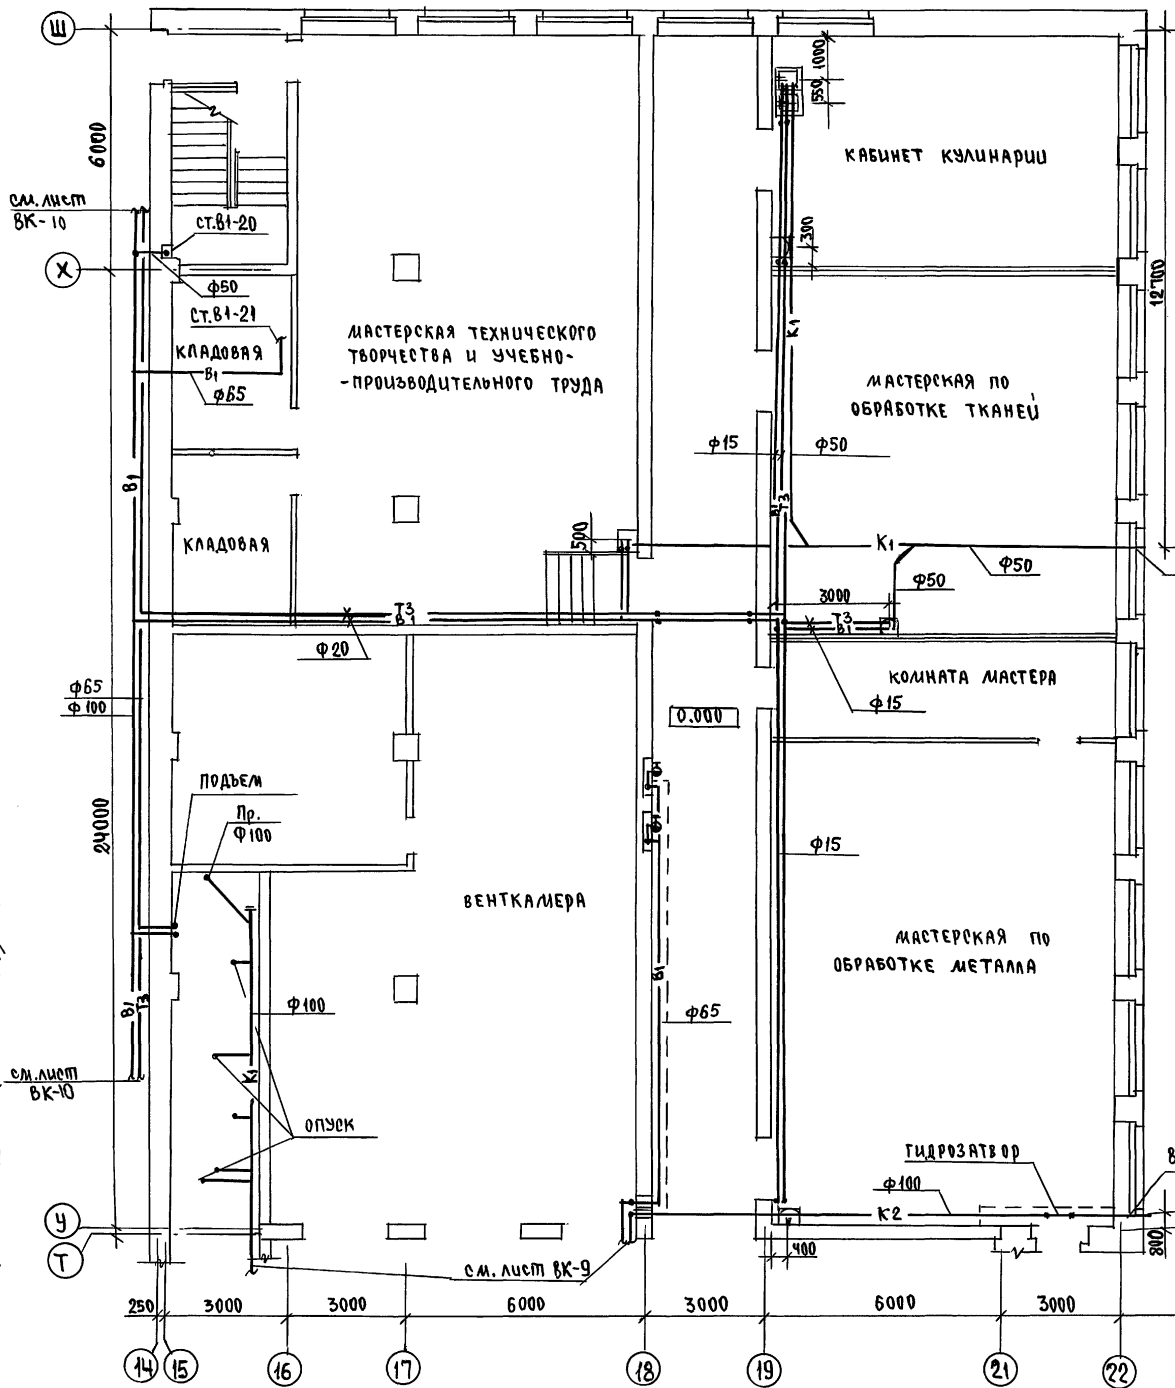 Ш
1000
550
6000
КАБИНЕТ КУЛИНАРИИ
СМ. ЛИСТ
ВК-10
СТ.В1-20
300
Х
Ф50
12700
СТ.В1-21
К1
МАСТЕРСКАЯ ТЕХНИЧЕСКОГО
ТВОРЧЕСТВА И УЧЕБНО-
-ПРОИЗВОДИТЕЛЬНОГО ТРУДА
КЛАДОВАЯ
В1
Ф65
МАСТЕРСКАЯ ПО
ОБРАБОТКЕ ТКАНЕЙ
Ф15
Ф50
В1
В1
Т3
500
КЛАДОВАЯ
К1
Ф50
Ф50
3000
Т3
В1
Т3
В1
Ф20
КОМНАТА МАСТЕРА
Ф65
Ф100
Ф15
0.000
ПОДЪЕМ
Пр.
Ф100
24000
Ф15
ВЕНТКАМЕРА
МАСТЕРСКАЯ ПО
ОБРАБОТКЕ МЕТАЛЛА
В1
В1
Т3
Ф100
Ф65
СМ. ЛИСТ
ВК-10
К1
ОПУСК
ГИДРОЗАТВОР
В
Ф100
К2
У
Т
400
800
СМ. ЛИСТ ВК-9
250
3000
3000
6000
3000
6000
3000
14
15
16
17
18
19
21
22